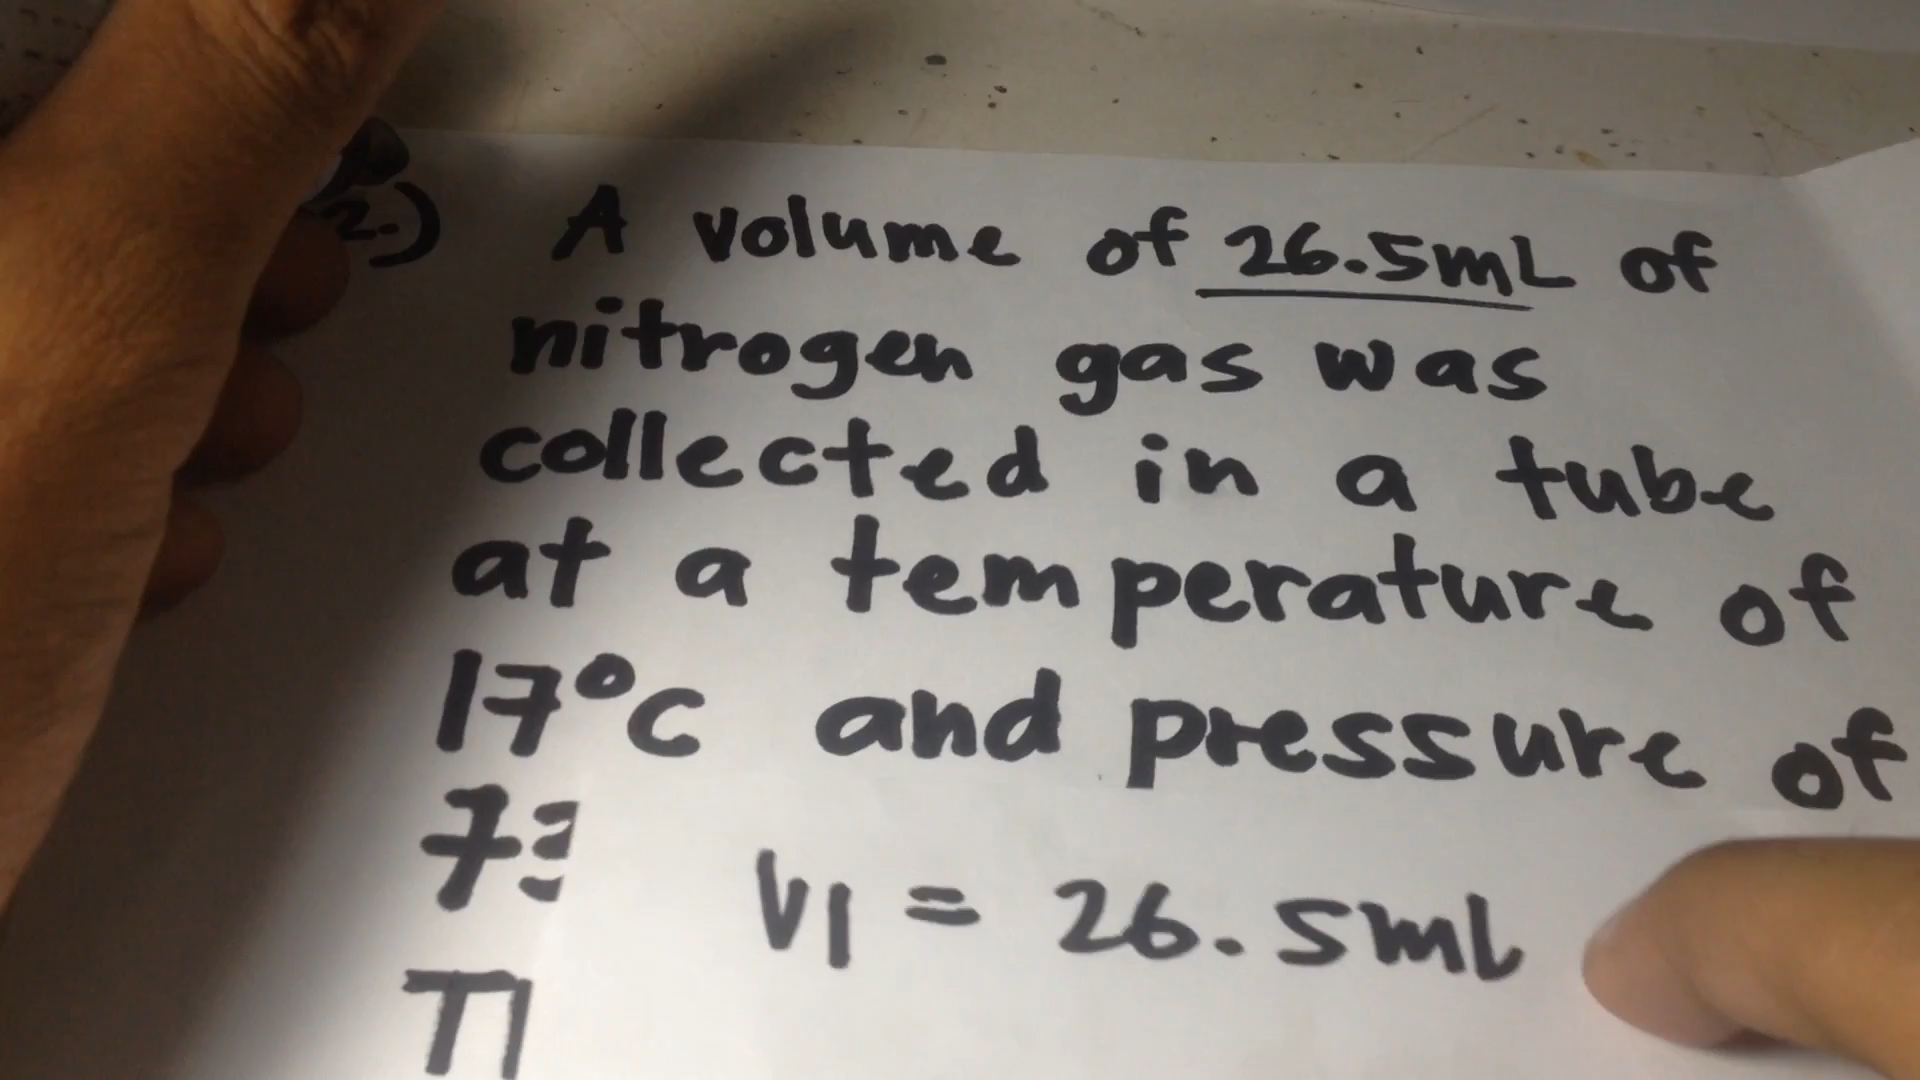 2.) A volume of 26.5mL of
nitrogen gas was
collected in a tube
at a temperature of
17°C and pressure of
V1 = 26.5mL